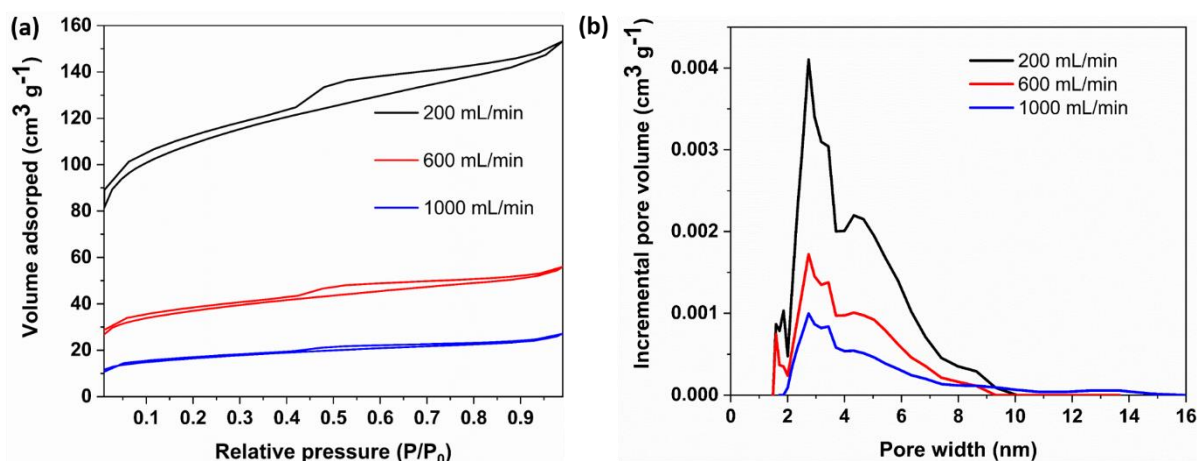 (a)
160
140
120
100
80
60
40
20
0
Volume adsorped (cm³ g⁻¹)
200 mL/min
600 mL/min
1000 mL/min
0.1 0.2 0.3 0.4 0.5 0.6 0.7 0.8 0.9
Relative pressure (P/P₀)
(b)
0.004
0.003
0.002
0.001
0.000
Incremental pore volume (cm³ g⁻¹)
200 mL/min
600 mL/min
1000 mL/min
0 2 4 6 8 10 12 14 16
Pore width (nm)